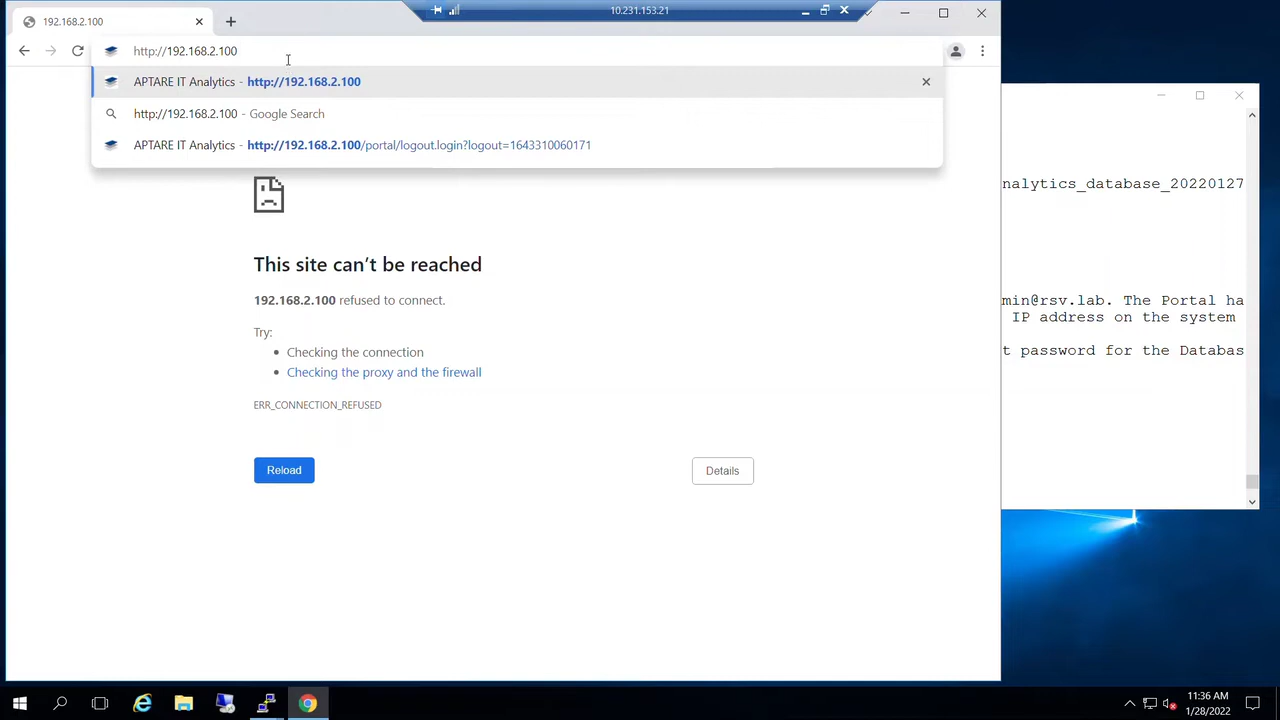 10.231.153.21
192.168.2.100
http://192.168.2.100
APTARE IT Analytics - http://192.168.2.100
http://192.168.2.100 - Google Search
APTARE IT Analytics - http://192.168.2.100/portal/logout.login?logout=1643310060171
This site can’t be reached
192.168.2.100 refused to connect.
Try:
Checking the connection
Checking the proxy and the firewall
ERR_CONNECTION_REFUSED
Reload
Details
nalytics_database_20220127
min@rsv.lab. The Portal ha
IP address on the system
t password for the Databas
11:36 AM
1/28/2022